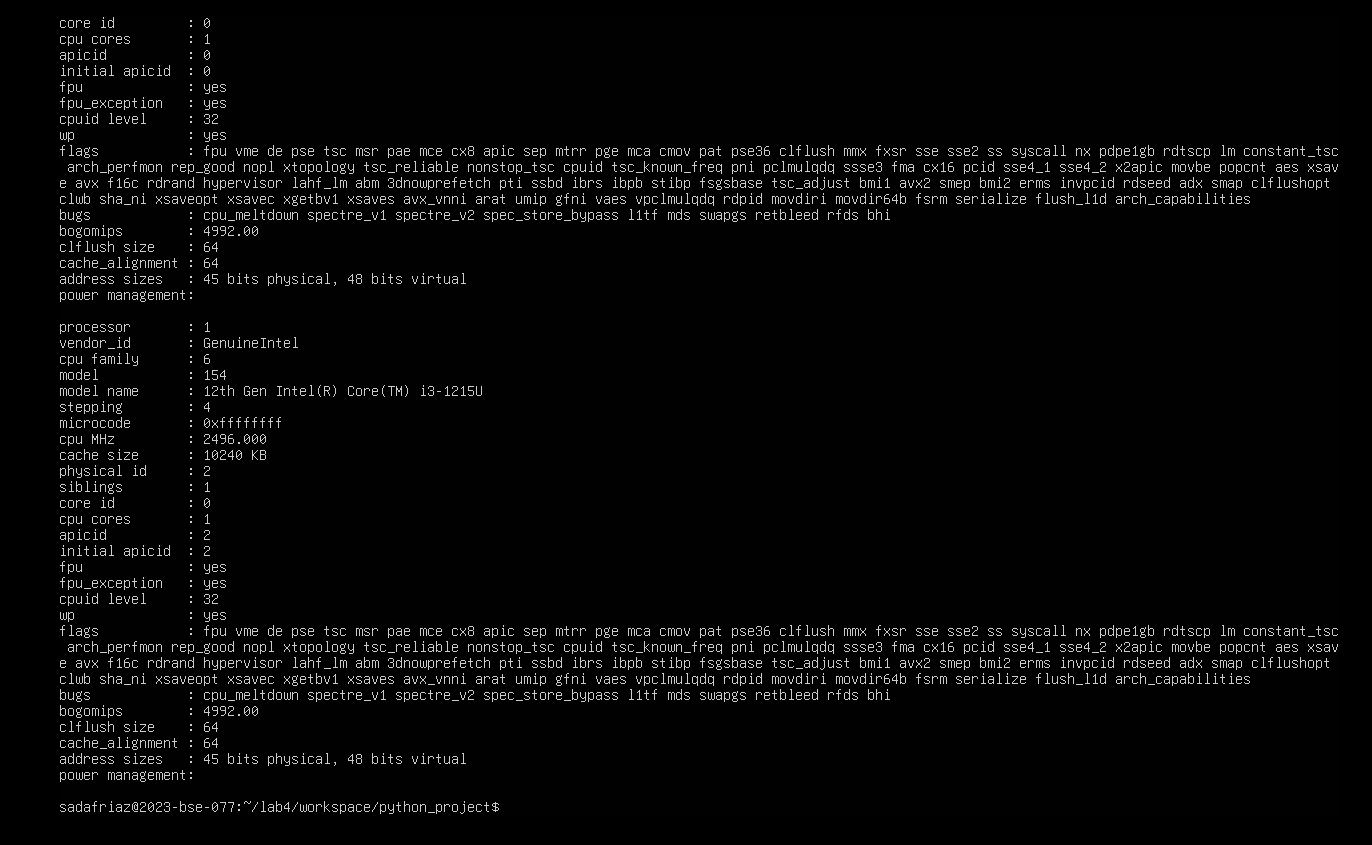 core id         : 0
cpu cores       : 1
apicid          : 0
initial apicid  : 0
fpu             : yes
fpu_exception   : yes
cpuid level     : 32
wp              : yes
flags           : fpu vme de pse tsc msr pae mce cx8 apic sep mtrr pge mca cmov pat pse36 clflush mmx fxsr sse sse2 ss syscall nx pdpe1gb rdtscp lm constant_tsc
 arch_perfmon rep_good nopl xtopology tsc_reliable nonstop_tsc cpuid tsc_known_freq pni pclmulqdq ssse3 fma cx16 pcid sse4_1 sse4_2 x2apic movbe popcnt aes xsav
e avx f16c rdrand hypervisor lahf_lm abm 3dnowprefetch pti ssbd ibrs ibpb stibp fsgsbase tsc_adjust bmi1 avx2 smep bmi2 erms invpcid rdseed adx smap clflushopt
clwb sha_ni xsaveopt xsavec xgetbv1 xsaves avx_vnni arat umip gfni vaes vpclmulqdq rdpid movdiri movdir64b fsrm serialize flush_l1d arch_capabilities
bugs            : cpu_meltdown spectre_v1 spectre_v2 spec_store_bypass l1tf mds swapgs retbleed rfds bhi
bogomips        : 4992.00
clflush size    : 64
cache_alignment : 64
address sizes   : 45 bits physical, 48 bits virtual
power management:

processor       : 1
vendor_id       : GenuineIntel
cpu family      : 6
model           : 154
model name      : 12th Gen Intel(R) Core(TM) i3-1215U
stepping        : 4
microcode       : 0xffffffff
cpu MHz         : 2496.000
cache size      : 10240 KB
physical id     : 2
siblings        : 1
core id         : 0
cpu cores       : 1
apicid          : 2
initial apicid  : 2
fpu             : yes
fpu_exception   : yes
cpuid level     : 32
wp              : yes
flags           : fpu vme de pse tsc msr pae mce cx8 apic sep mtrr pge mca cmov pat pse36 clflush mmx fxsr sse sse2 ss syscall nx pdpe1gb rdtscp lm constant_tsc
 arch_perfmon rep_good nopl xtopology tsc_reliable nonstop_tsc cpuid tsc_known_freq pni pclmulqdq ssse3 fma cx16 pcid sse4_1 sse4_2 x2apic movbe popcnt aes xsav
e avx f16c rdrand hypervisor lahf_lm abm 3dnowprefetch pti ssbd ibrs ibpb stibp fsgsbase tsc_adjust bmi1 avx2 smep bmi2 erms invpcid rdseed adx smap clflushopt
clwb sha_ni xsaveopt xsavec xgetbv1 xsaves avx_vnni arat umip gfni vaes vpclmulqdq rdpid movdiri movdir64b fsrm serialize flush_l1d arch_capabilities
bugs            : cpu_meltdown spectre_v1 spectre_v2 spec_store_bypass l1tf mds swapgs retbleed rfds bhi
bogomips        : 4992.00
clflush size    : 64
cache_alignment : 64
address sizes   : 45 bits physical, 48 bits virtual
power management:

sadafriaz@2023-bse-077:~/lab4/workspace/python_project$